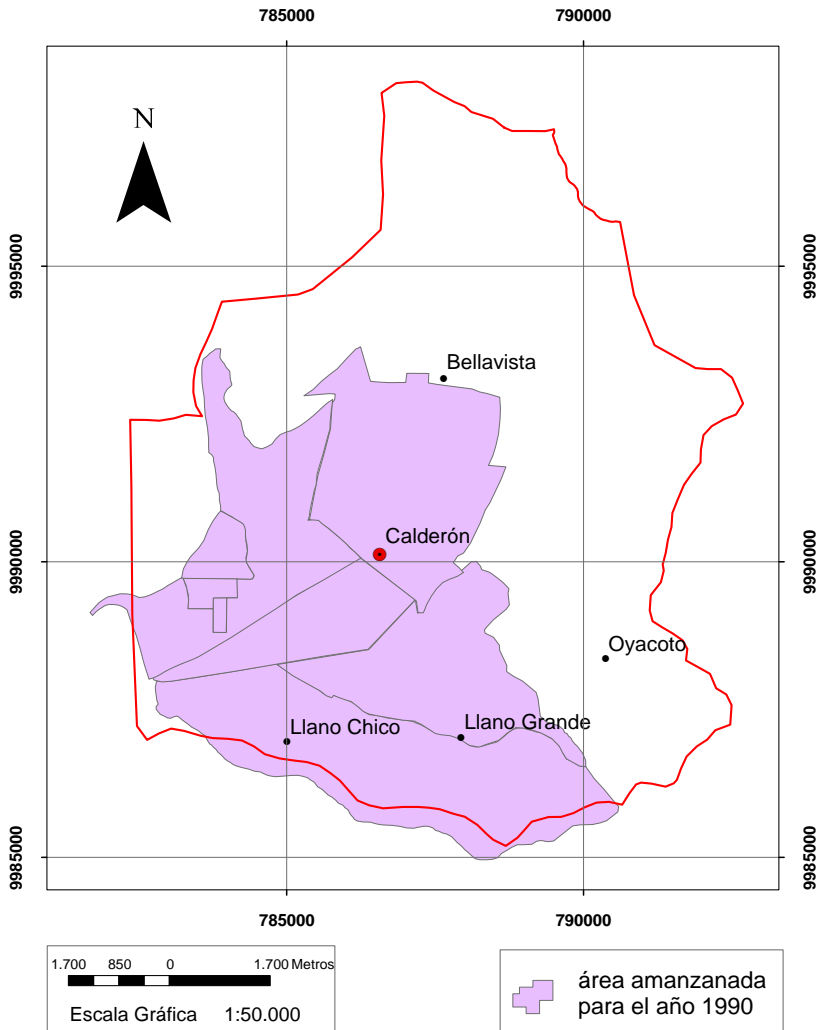 785000 790000
N
9995000 9995000
Bellavista
Calderón
9990000 9990000
Oyacoto
Llano Chico Llano Grande
9985000 9985000
785000 790000
1.700 850 0 1.700 Metros
Escala Gráfica 1:50.000
área amanzanada
para el año 1990